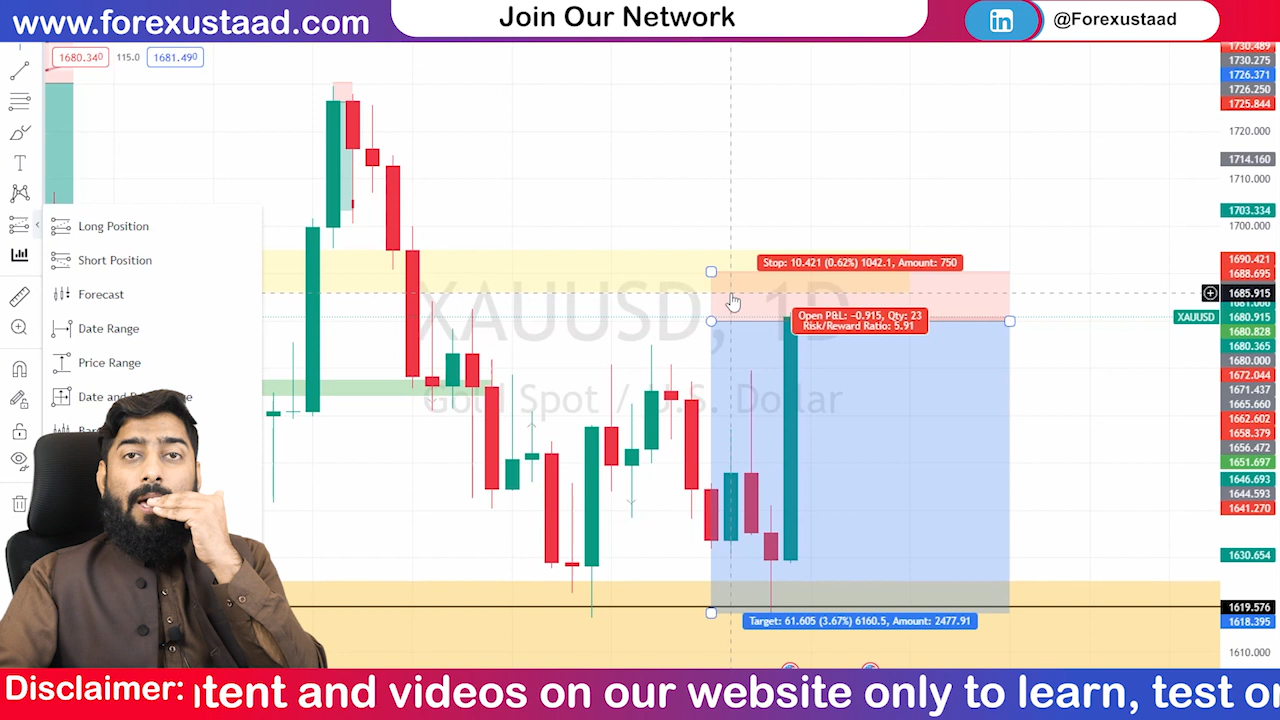 www.forexustaad.com
Join Our Network
in
@Forexustaad
1680.340
115.0
1681.490
Long Position
Short Position
Forecast
Date Range
Price Range
XAUUSD, 1D
Gold Spot / U.S. Dollar
Stop: 10.421 (0.62%) 1042.1, Amount: 750
Open P&L: −0.915, Qty: 23
Risk/Reward Ratio: 5.91
Target: 61.605 (3.67%) 6160.5, Amount: 2477.91
1730.489
1730.275
1726.371
1726.250
1725.844
1720.000
1714.160
1710.000
1703.334
1700.000
1690.421
1688.695
1685.915
XAUUSD
1680.915
1680.828
1680.365
1680.000
1672.044
1671.437
1665.660
1662.602
1658.379
1656.472
1651.697
1646.693
1644.593
1641.270
1630.654
1619.576
1618.395
1610.000
Disclaimer:
tent and videos on our website only to learn, test or